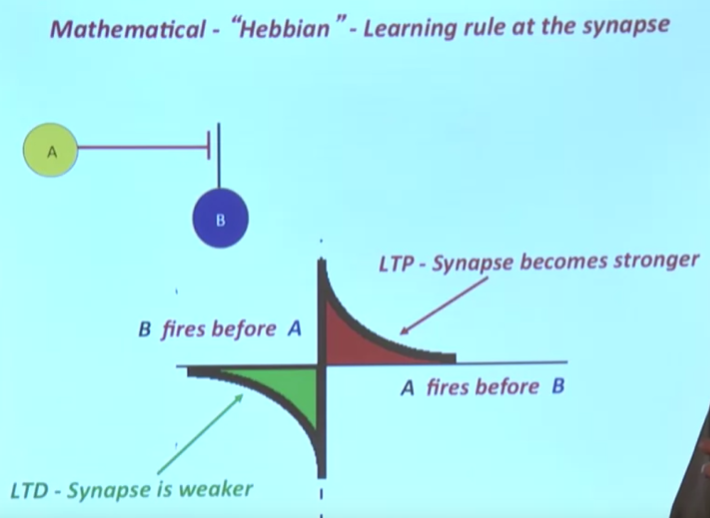 Mathematical - “Hebbian” - Learning rule at the synapse
A
B
LTP - Synapse becomes stronger
B fires before A
A fires before B
LTD - Synapse is weaker